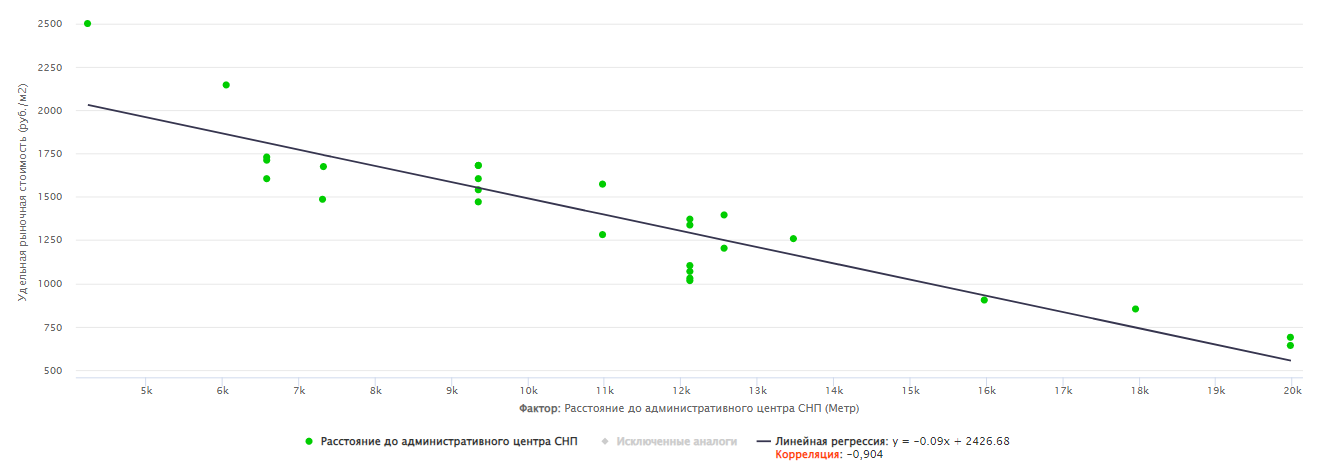 2500
2250
2000
1750
1500
1250
1000
750
500
Удельная рыночная стоимость (руб./м2)
5k 6k 7k 8k 9k 10k 11k 12k 13k 14k 15k 16k 17k 18k 19k 20k
Фактор: Расстояние до административного центра СНП (Метр)
Расстояние до административного центра СНП Исключенные аналоги Линейная регрессия: y = -0.09x + 2426.68
Корреляция: -0,904